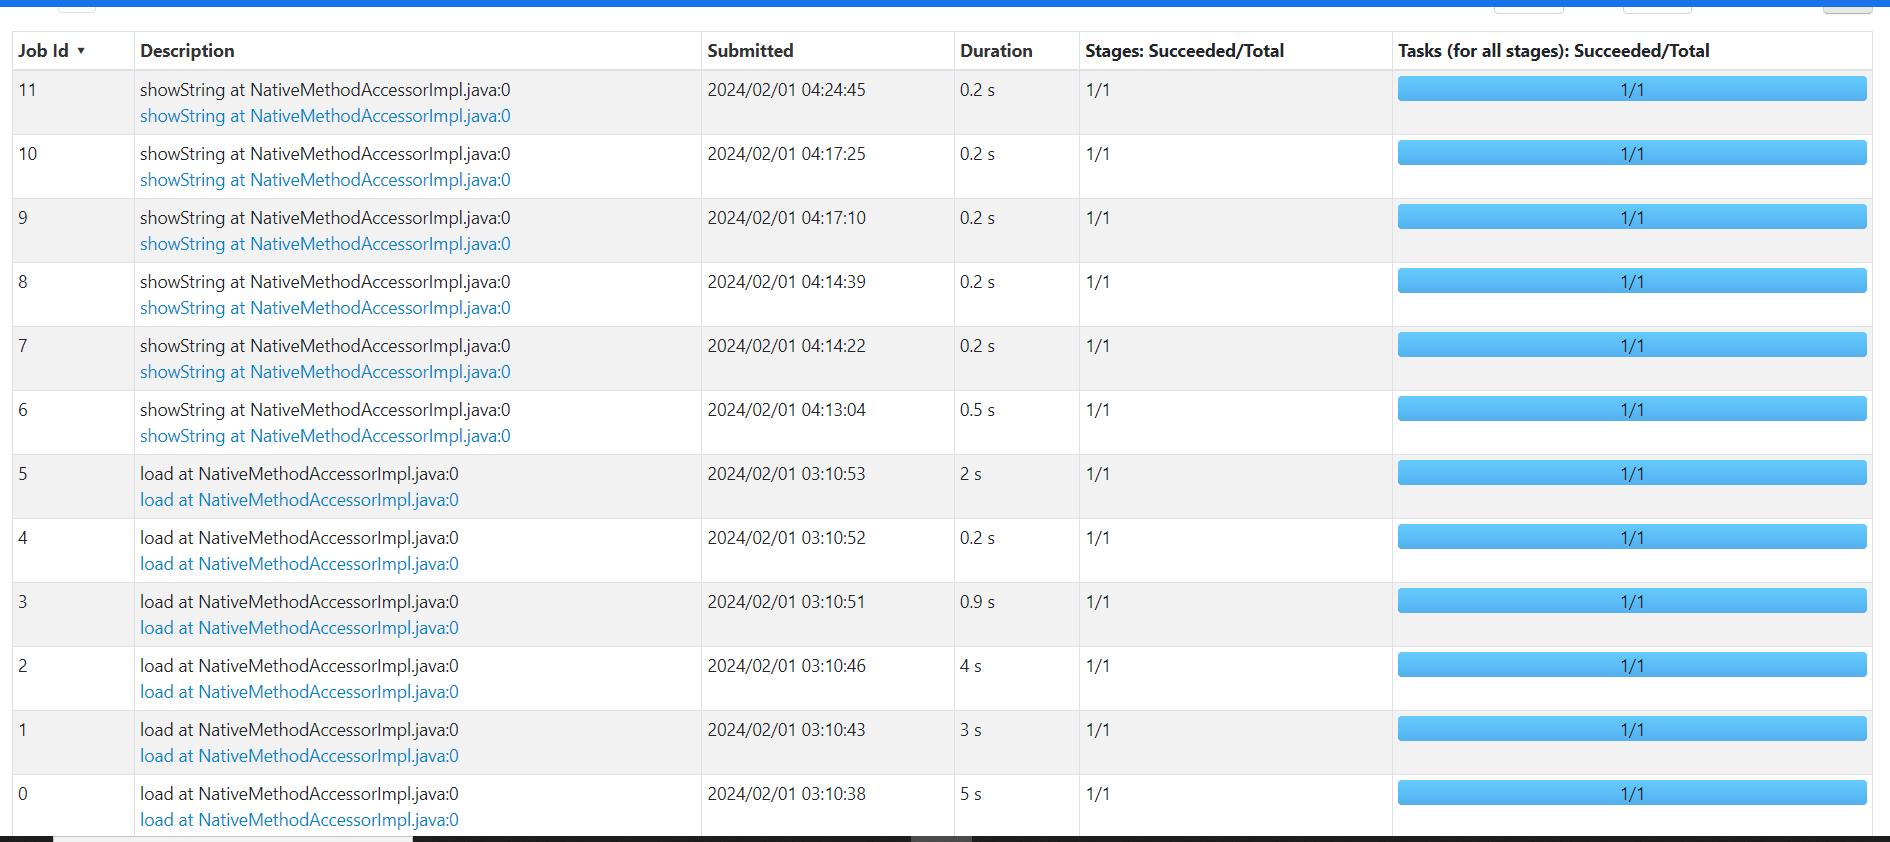 Job Id ▼ Description Submitted Duration Stages: Succeeded/Total Tasks (for all stages): Succeeded/Total
11 showString at NativeMethodAccessorImpl.java:0 2024/02/01 04:24:45 0.2 s 1/1 1/1
showString at NativeMethodAccessorImpl.java:0
10 showString at NativeMethodAccessorImpl.java:0 2024/02/01 04:17:25 0.2 s 1/1 1/1
showString at NativeMethodAccessorImpl.java:0
9 showString at NativeMethodAccessorImpl.java:0 2024/02/01 04:17:10 0.2 s 1/1 1/1
showString at NativeMethodAccessorImpl.java:0
8 showString at NativeMethodAccessorImpl.java:0 2024/02/01 04:14:39 0.2 s 1/1 1/1
showString at NativeMethodAccessorImpl.java:0
7 showString at NativeMethodAccessorImpl.java:0 2024/02/01 04:14:22 0.2 s 1/1 1/1
showString at NativeMethodAccessorImpl.java:0
6 showString at NativeMethodAccessorImpl.java:0 2024/02/01 04:13:04 0.5 s 1/1 1/1
showString at NativeMethodAccessorImpl.java:0
5 load at NativeMethodAccessorImpl.java:0 2024/02/01 03:10:53 2 s 1/1 1/1
load at NativeMethodAccessorImpl.java:0
4 load at NativeMethodAccessorImpl.java:0 2024/02/01 03:10:52 0.2 s 1/1 1/1
load at NativeMethodAccessorImpl.java:0
3 load at NativeMethodAccessorImpl.java:0 2024/02/01 03:10:51 0.9 s 1/1 1/1
load at NativeMethodAccessorImpl.java:0
2 load at NativeMethodAccessorImpl.java:0 2024/02/01 03:10:46 4 s 1/1 1/1
load at NativeMethodAccessorImpl.java:0
1 load at NativeMethodAccessorImpl.java:0 2024/02/01 03:10:43 3 s 1/1 1/1
load at NativeMethodAccessorImpl.java:0
0 load at NativeMethodAccessorImpl.java:0 2024/02/01 03:10:38 5 s 1/1 1/1
load at NativeMethodAccessorImpl.java:0